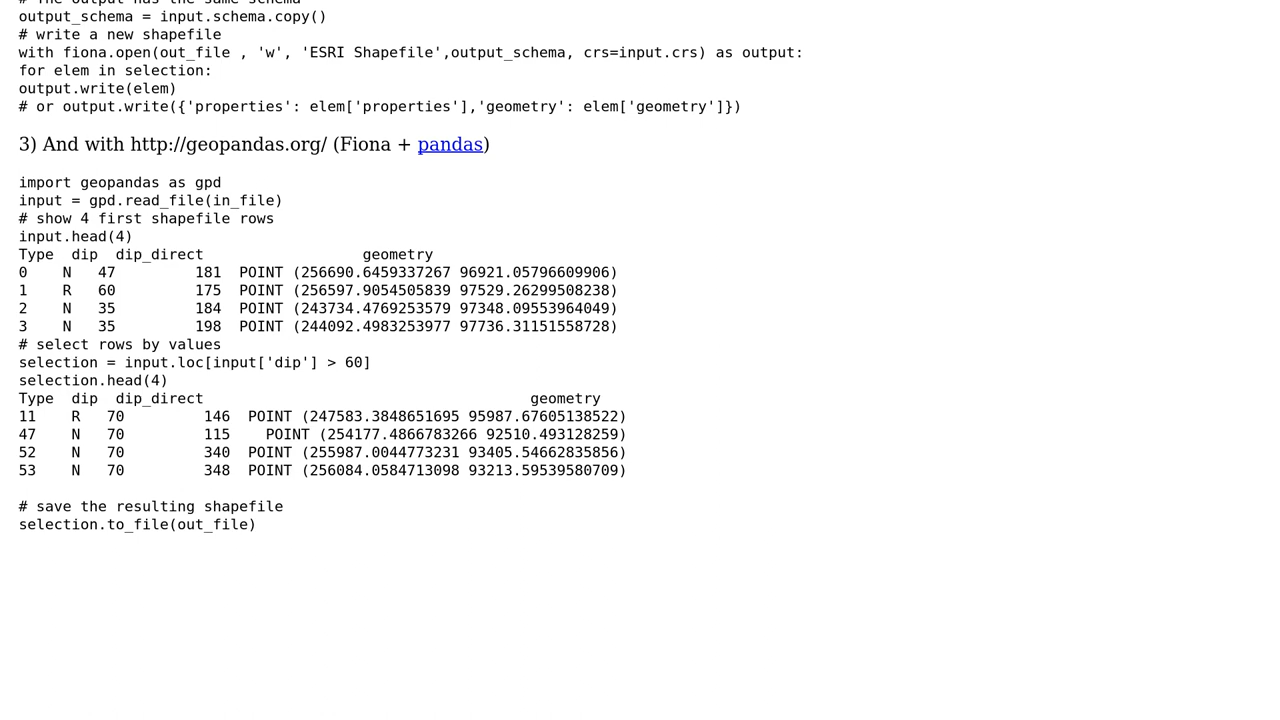 # The output has the same schema
output_schema = input.schema.copy()
# write a new shapefile
with fiona.open(out_file , 'w', 'ESRI Shapefile',output_schema, crs=input.crs) as output:
for elem in selection:
output.write(elem)
# or output.write({'properties': elem['properties'],'geometry': elem['geometry']})
3) And with http://geopandas.org/ (Fiona + pandas)
import geopandas as gpd
input = gpd.read_file(in_file)
# show 4 first shapefile rows
input.head(4)
Type  dip  dip_direct                  geometry
0    N   47         181  POINT (256690.6459337267 96921.05796609906)
1    R   60         175  POINT (256597.9054505839 97529.26299508238)
2    N   35         184  POINT (243734.4769253579 97348.09553964049)
3    N   35         198  POINT (244092.4983253977 97736.31151558728)
# select rows by values
selection = input.loc[input['dip'] > 60]
selection.head(4)
Type  dip  dip_direct                                     geometry
11    R   70         146  POINT (247583.3848651695 95987.67605138522)
47    N   70         115    POINT (254177.4866783266 92510.493128259)
52    N   70         340  POINT (255987.0044773231 93405.54662835856)
53    N   70         348  POINT (256084.0584713098 93213.59539580709)
# save the resulting shapefile
selection.to_file(out_file)